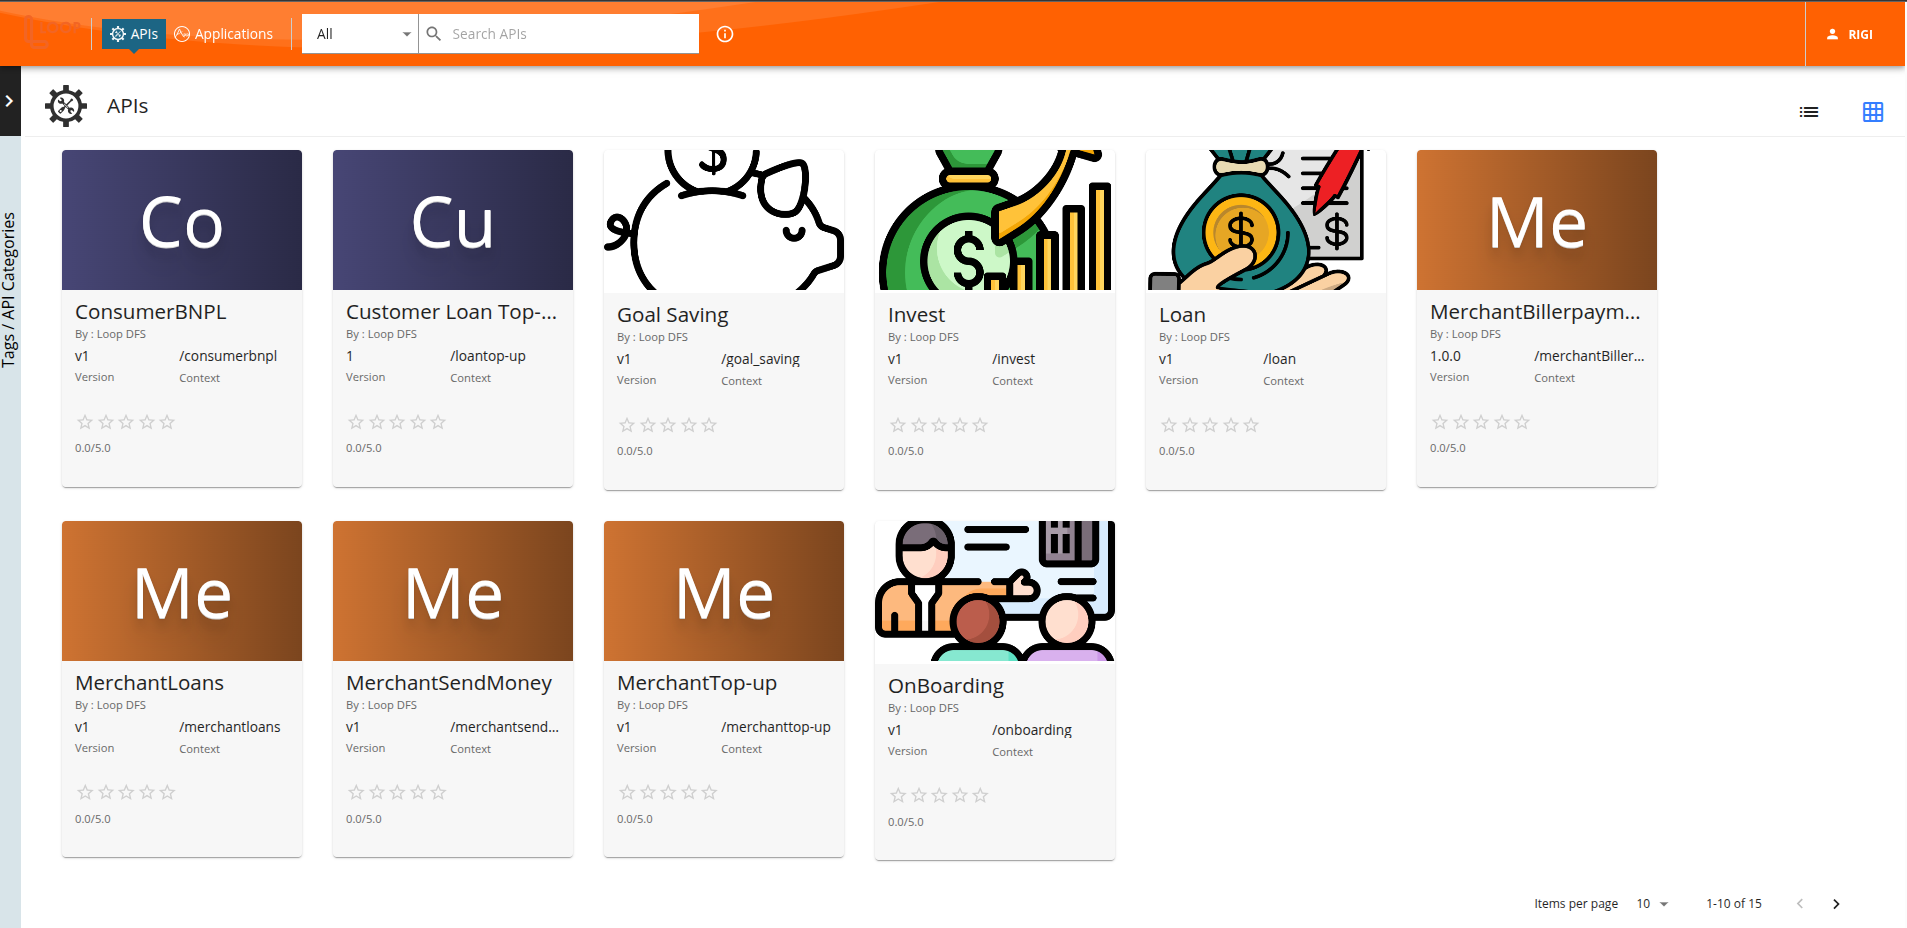 APIs
Applications
All
Search APIs
RIGI
APIs
Tags / API Categories
Co
ConsumerBNPL
By : Loop DFS
v1 /consumerbnpl
Version Context
0.0/5.0
Cu
Customer Loan Top-...
By : Loop DFS
1 /loantop-up
Version Context
0.0/5.0
$
Goal Saving
By : Loop DFS
v1 /goal_saving
Version Context
0.0/5.0
$
Invest
By : Loop DFS
v1 /invest
Version Context
0.0/5.0
$ $
Loan
By : Loop DFS
v1 /loan
Version Context
0.0/5.0
Me
MerchantBillerpaym...
By : Loop DFS
1.0.0 /merchantBiller...
Version Context
0.0/5.0
Me
MerchantLoans
By : Loop DFS
v1 /merchantloans
Version Context
0.0/5.0
Me
MerchantSendMoney
By : Loop DFS
v1 /merchantsend...
Version Context
0.0/5.0
Me
MerchantTop-up
By : Loop DFS
v1 /merchanttop-up
Version Context
0.0/5.0
OnBoarding
By : Loop DFS
v1 /onboarding
Version Context
0.0/5.0
Items per page 10 1-10 of 15